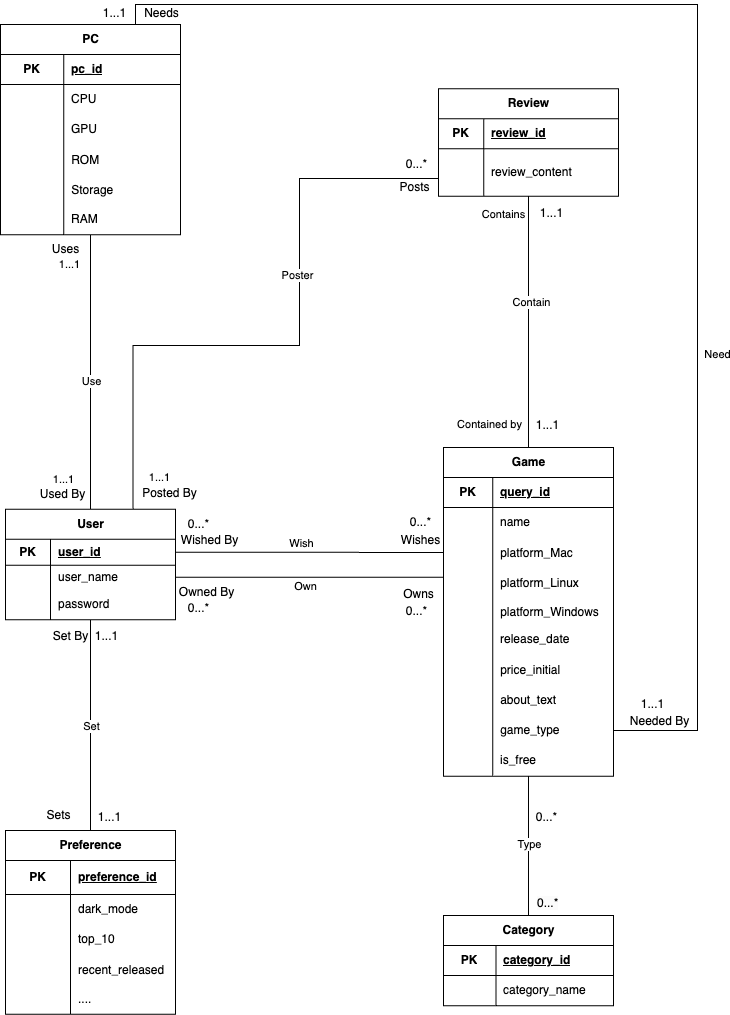 1...1 Needs
PC
PK pc_id
CPU
GPU
ROM
Storage
RAM
Uses
1...1
Review
PK review_id
review_content
0...*
Posts
Contains 1...1
Poster
Contain
Need
Use
Contained by 1...1
1...1
Used By
1...1
Posted By
User
PK user_id
user_name
password
0...*
Wished By
Wish
0...*
Wishes
Owned By
0...*
Own
Owns
0...*
Game
PK query_id
name
platform_Mac
platform_Linux
platform_Windows
release_date
price_initial
about_text
game_type
is_free
1...1
Needed By
Set By 1...1
Set
Sets 1...1
Preference
PK preference_id
dark_mode
top_10
recent_released
....
0...*
Type
0...*
Category
PK category_id
category_name